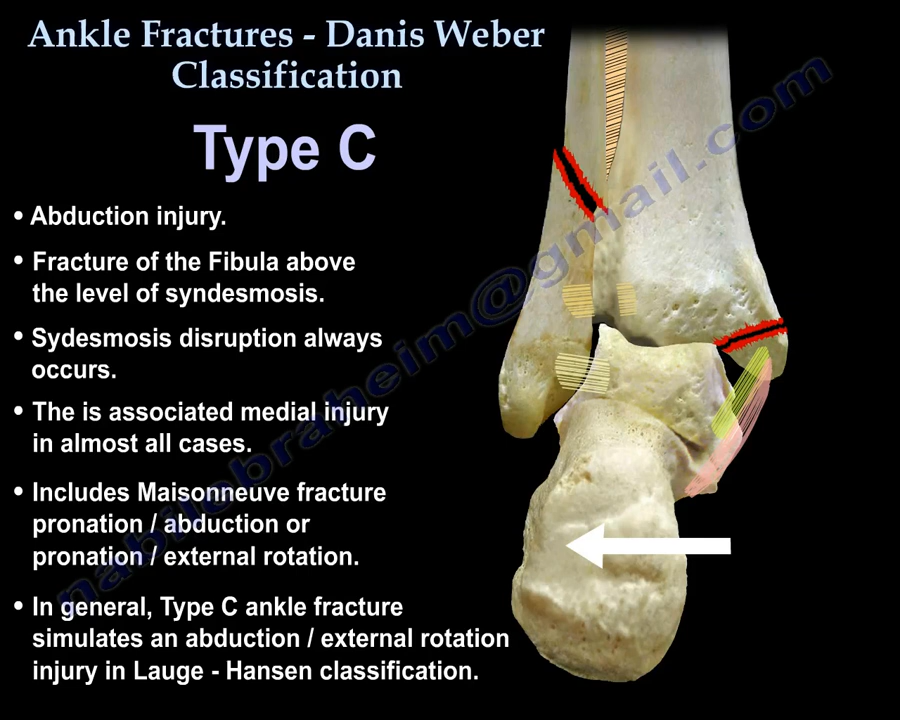 Ankle Fractures - Danis Weber
Classification
Type C
• Abduction injury.
• Fracture of the Fibula above
the level of syndesmosis.
• Sydesmosis disruption always
occurs.
• The is associated medial injury
in almost all cases.
• Includes Maisonneuve fracture
pronation / abduction or
pronation / external rotation.
• In general, Type C ankle fracture
simulates an abduction / external rotation
injury in Lauge - Hansen classification.
nabilebraheim@gmail.com